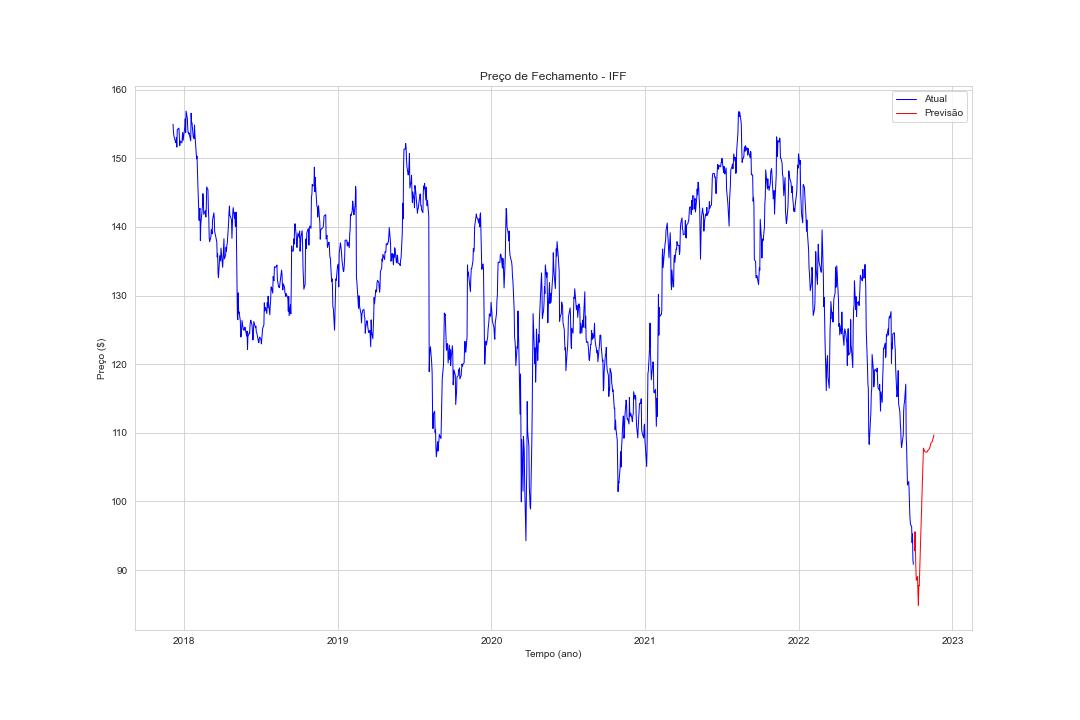 Preço de Fechamento - IFF
Atual
Previsão
Preço ($)
160
150
140
130
120
110
100
90
2018
2019
2020
2021
2022
2023
Tempo (ano)